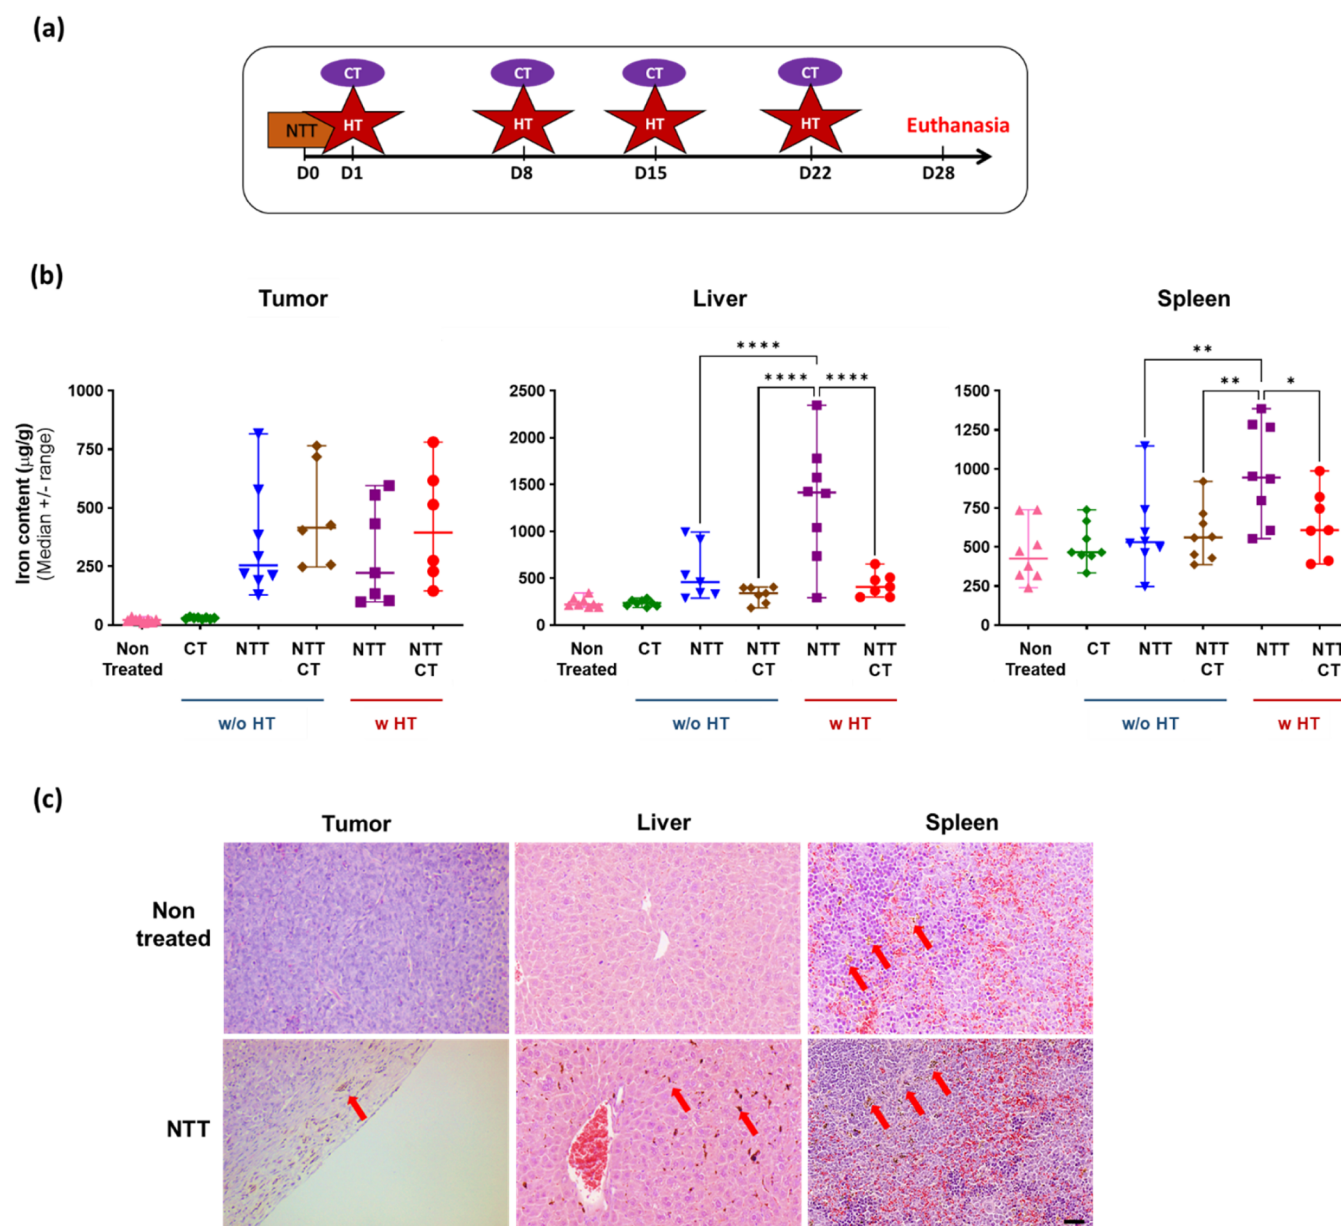 (a)
CT CT CT CT
NTT HT HT HT HT Euthanasia
D0 D1 D8 D15 D22 D28
(b)
Tumor
Iron content (µg/g)
(Median +/- range)
1000
750
500
250
0
Non Treated
CT
NTT
NTT CT
NTT
NTT CT
w/o HT
w HT
Liver
****
**** ****
2500
2000
1500
1000
500
0
Non Treated
CT
NTT
NTT CT
NTT
NTT CT
w/o HT
w HT
Spleen
**
** *
1500
1250
1000
750
500
250
0
Non Treated
CT
NTT
NTT CT
NTT
NTT CT
w/o HT
w HT
(c)
Tumor Liver Spleen
Non
treated
NTT